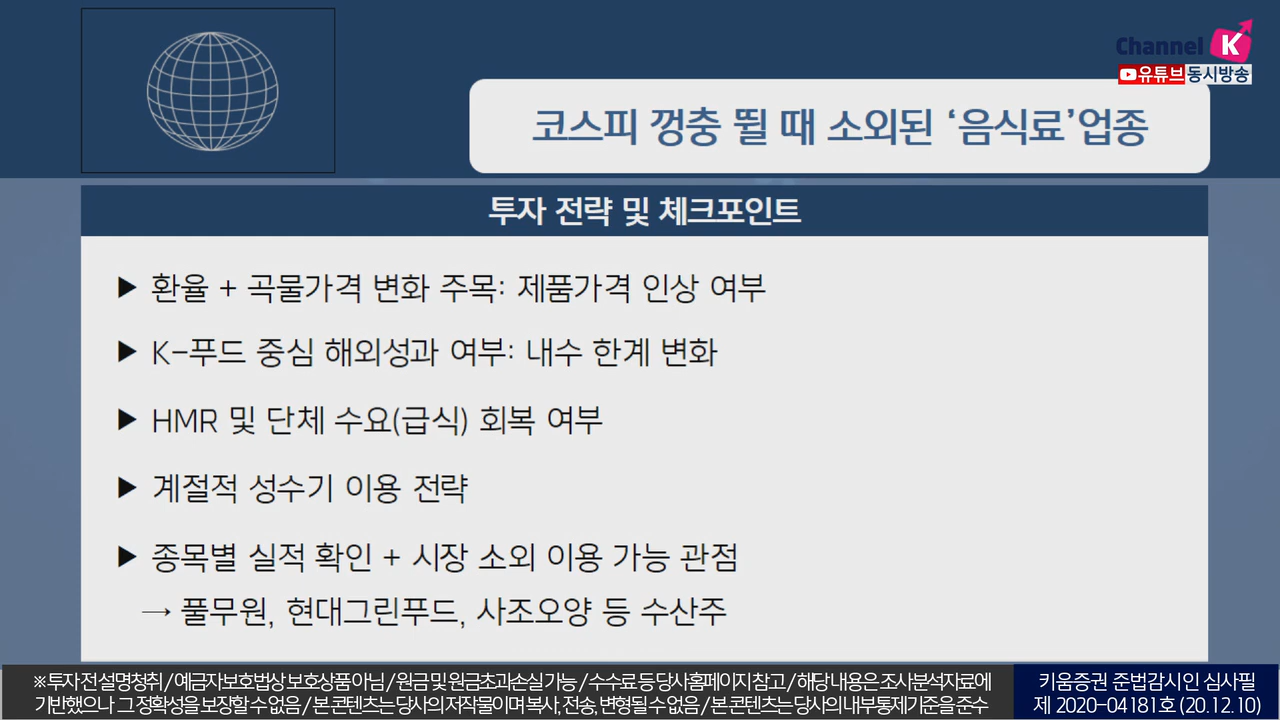 Channel K
유튜브동시방송
코스피 껑충 뛸 때 소외된 ‘음식료’업종
투자 전략 및 체크포인트
▶ 환율 + 곡물가격 변화 주목: 제품가격 인상 여부
▶ K-푸드 중심 해외성과 여부: 내수 한계 변화
▶ HMR 및 단체 수요(급식) 회복 여부
▶ 계절적 성수기 이용 전략
▶ 종목별 실적 확인 + 시장 소외 이용 가능 관점
→ 풀무원, 현대그린푸드, 사조오양 등 수산주
※ 투자 전 설명청취 / 예금자보호법상 보호상품 아님 / 원금 및 원금초과손실 가능 / 수수료 등 당사홈페이지 참고 / 해당 내용은 조사분석자료에
기반했으나 그 정확성을 보장할 수 없음 / 본 콘텐츠는 당사의 저작물이며 복사, 전송, 변형될 수 없음 / 본 콘텐츠는 당사의 내부통제기준을 준수
키움증권 준법감시인 심사필
제 2020-04181호 (20.12.10)